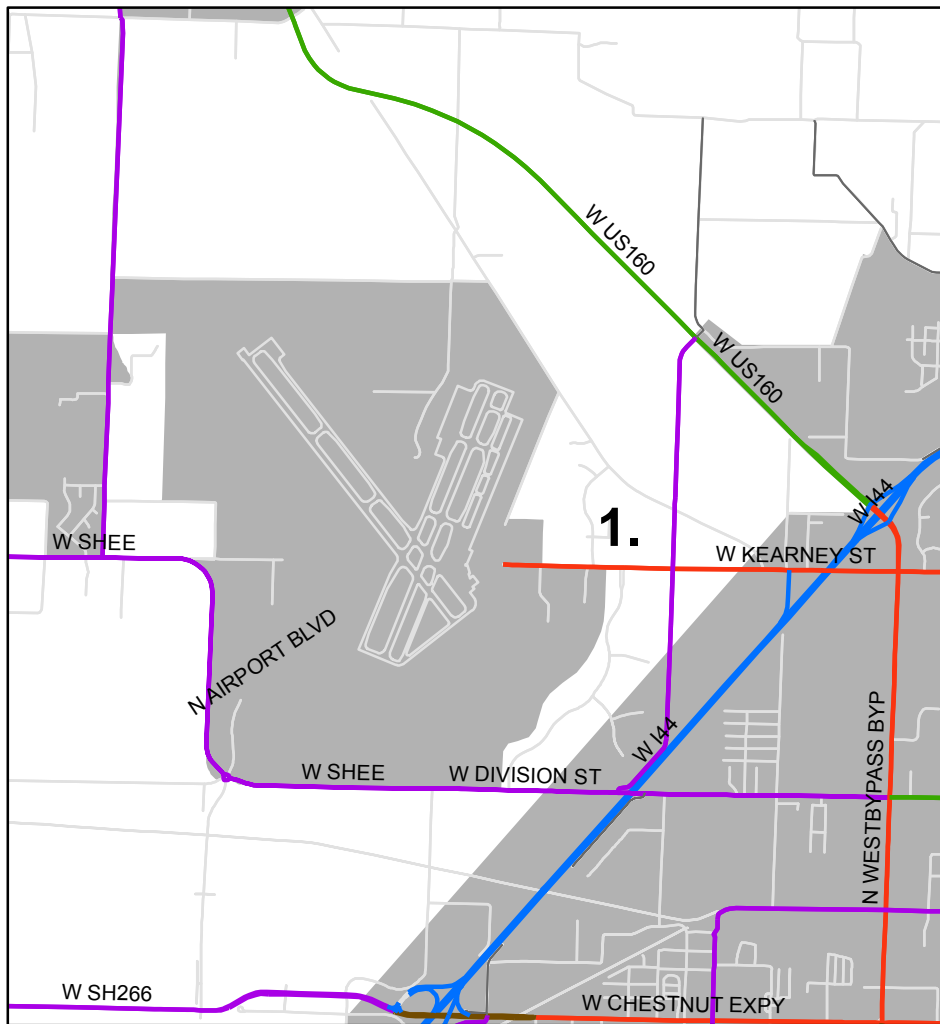 W US160
W US160
W I44
1.
W KEARNEY ST
W SHEE
N AIRPORT BLVD
W I44
W SHEE
W DIVISION ST
N WESTBYPASS BYP
W SH266
W CHESTNUT EXPY